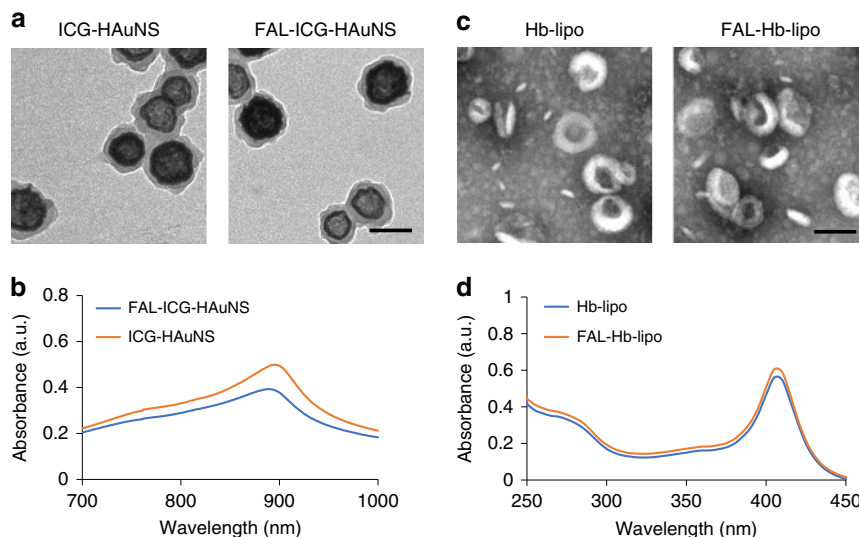 a
ICG-HAuNS
FAL-ICG-HAuNS
c
Hb-lipo
FAL-Hb-lipo
b
0.8
0.6
0.4
0.2
0
Absorbance (a.u.)
FAL-ICG-HAuNS
ICG-HAuNS
700
800
900
1000
Wavelength (nm)
d
1
0.8
0.6
0.4
0.2
0
Absorbance (a.u.)
Hb-lipo
FAL-Hb-lipo
250
300
350
400
450
Wavelength (nm)